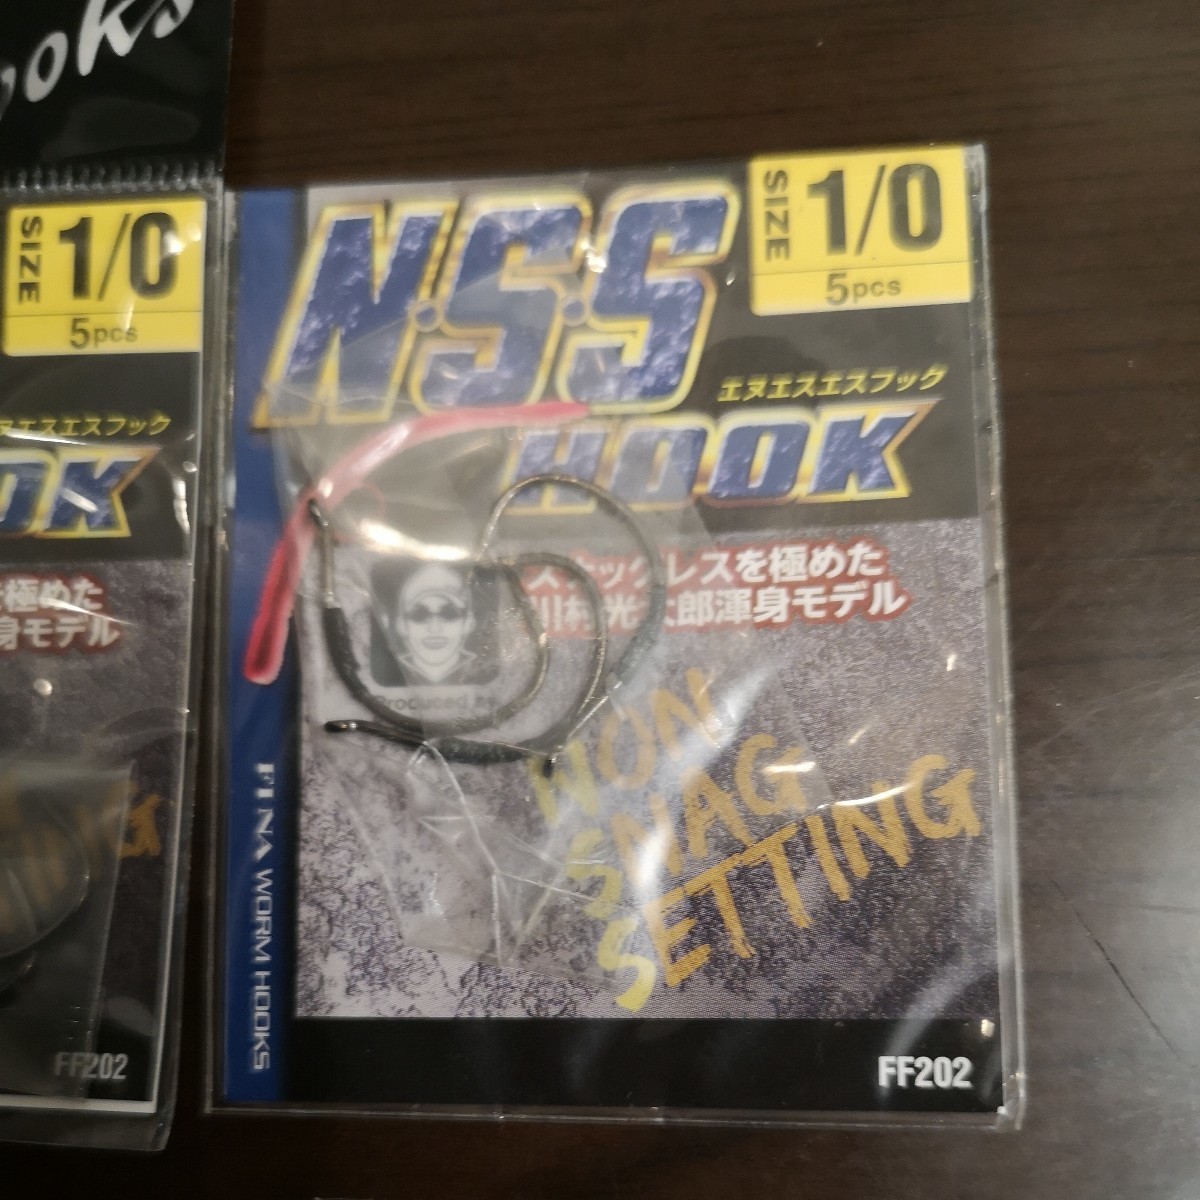 ooks
SIZE 1/0
5pcs
ヌエスエスフック
OK
極めた
身モデル
NG
FF202
SIZE 1/0
5pcs
N.S.S
エヌエスエスフック
HOOK
スナッグレスを極めた
川村光太郎渾身モデル
Produced by
NON
SNAG
SETTING
FINA WORM HOOKS
FF202